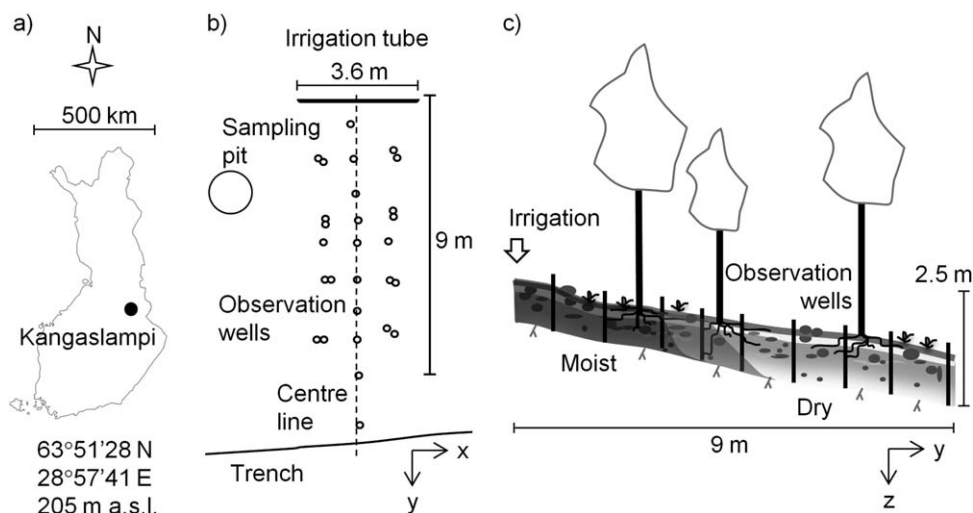 a)
N
500 km
Kangaslampi
63°51'28 N
28°57'41 E
205 m a.s.l.
b)
Irrigation tube
3.6 m
Sampling
pit
9 m
Observation
wells
Centre
line
Trench
x
y
c)
Irrigation
Observation
wells
2.5 m
Moist
Dry
9 m
y
z